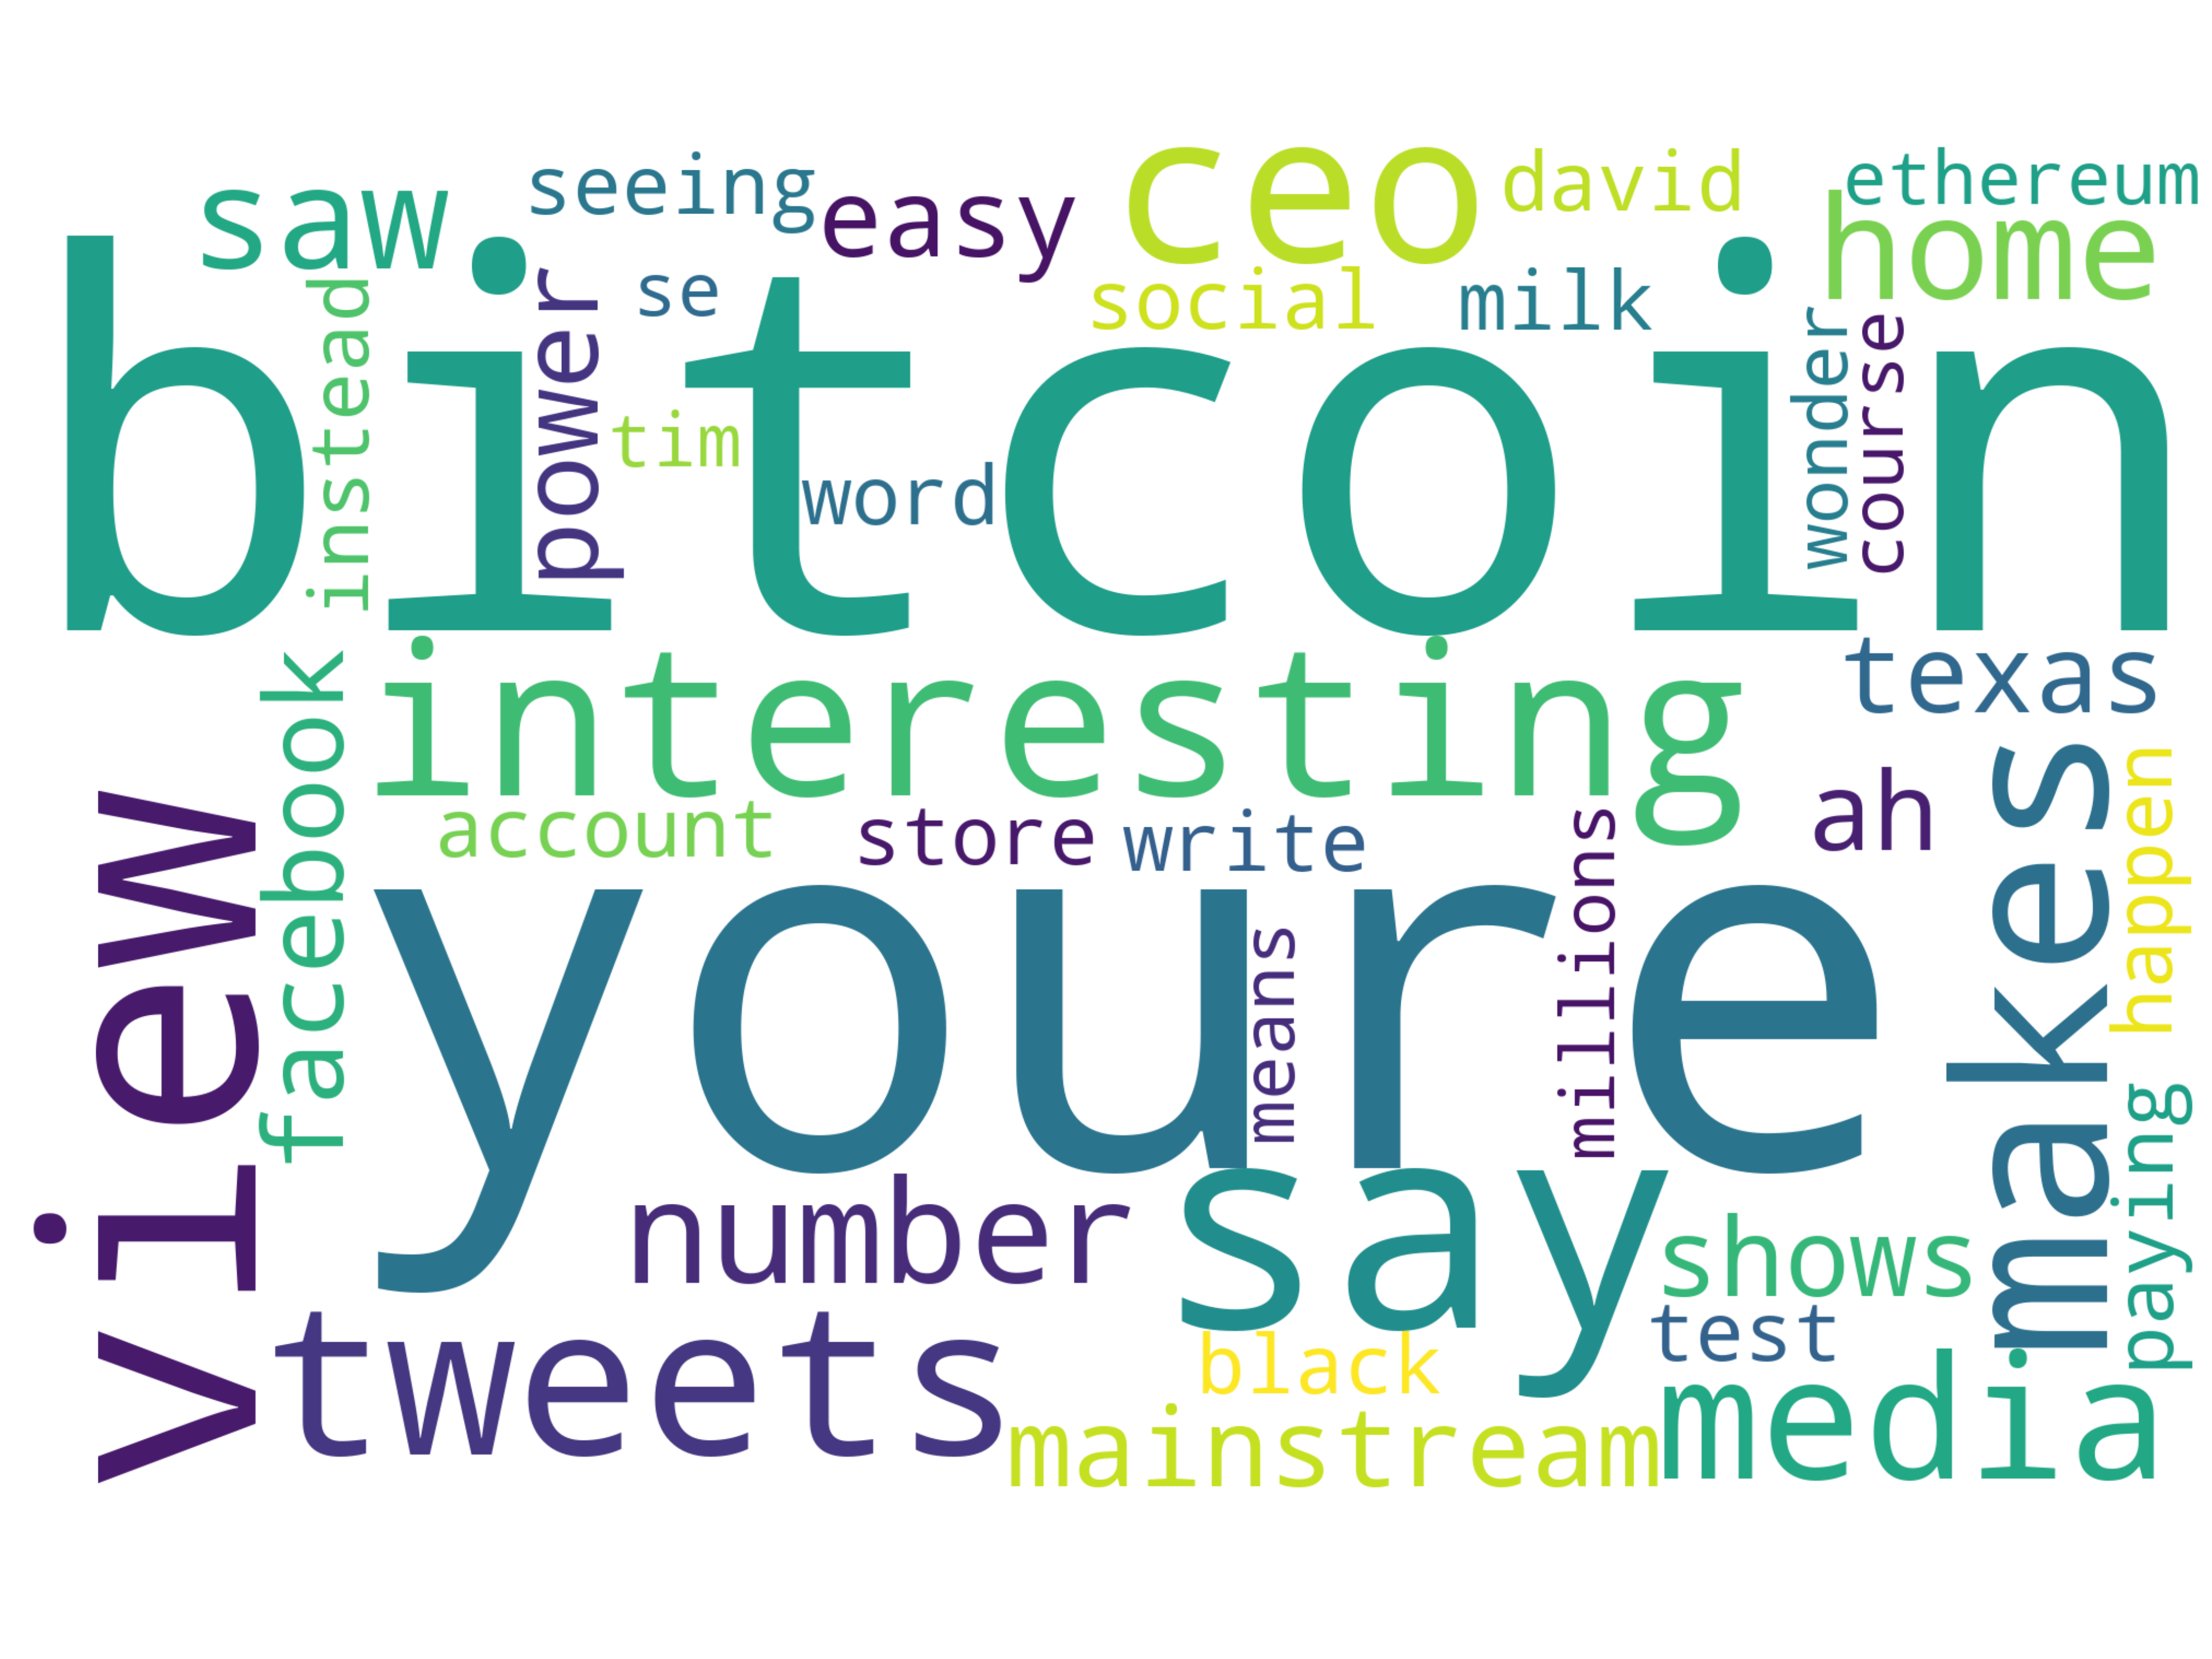 saw
seeing
easy
ceo
david
ethereum
home
se
social
milk
bitcoin
instead
power
tim
word
wonder
course
interesting
texas
view
facebook
account
store
write
ah
makes
happen
youre
means
millions
number
say
shows
paying
tweets
test
black
mainstream
media